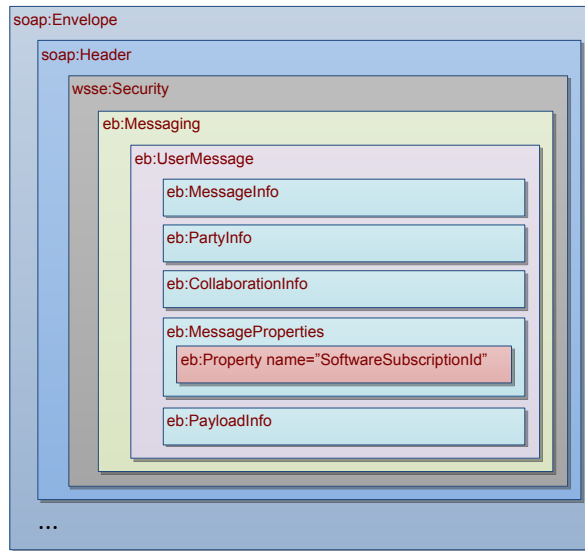 soap:Envelope
soap:Header
wsse:Security
eb:Messaging
eb:UserMessage
eb:MessageInfo
eb:PartyInfo
eb:CollaborationInfo
eb:MessageProperties
eb:Property name=”SoftwareSubscriptionId”
eb:PayloadInfo
...